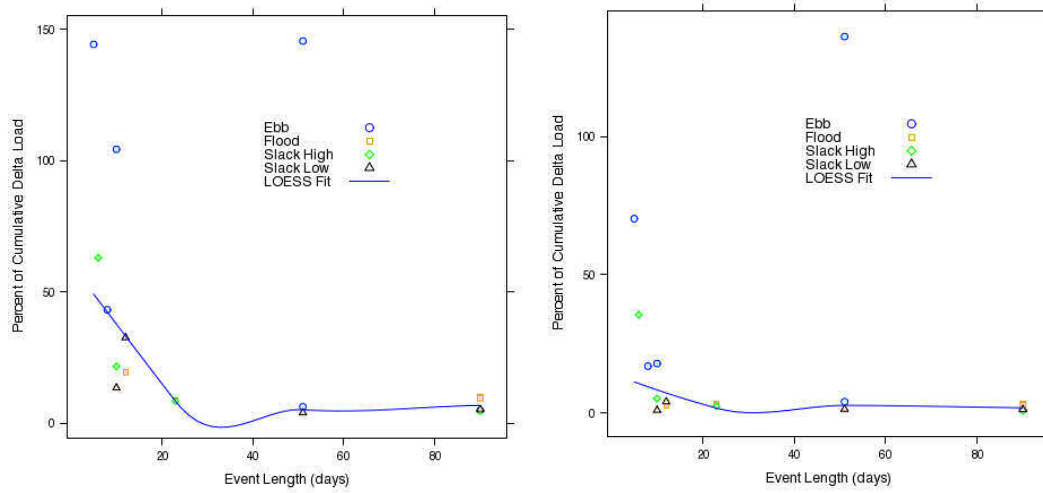 150
100
50
0
Percent of Cumulative Delta Load
Ebb
Flood
Slack High
Slack Low
LOESS Fit
20
40
60
80
Event Length (days)
100
50
0
Percent of Cumulative Delta Load
Ebb
Flood
Slack High
Slack Low
LOESS Fit
20
40
60
80
Event Length (days)